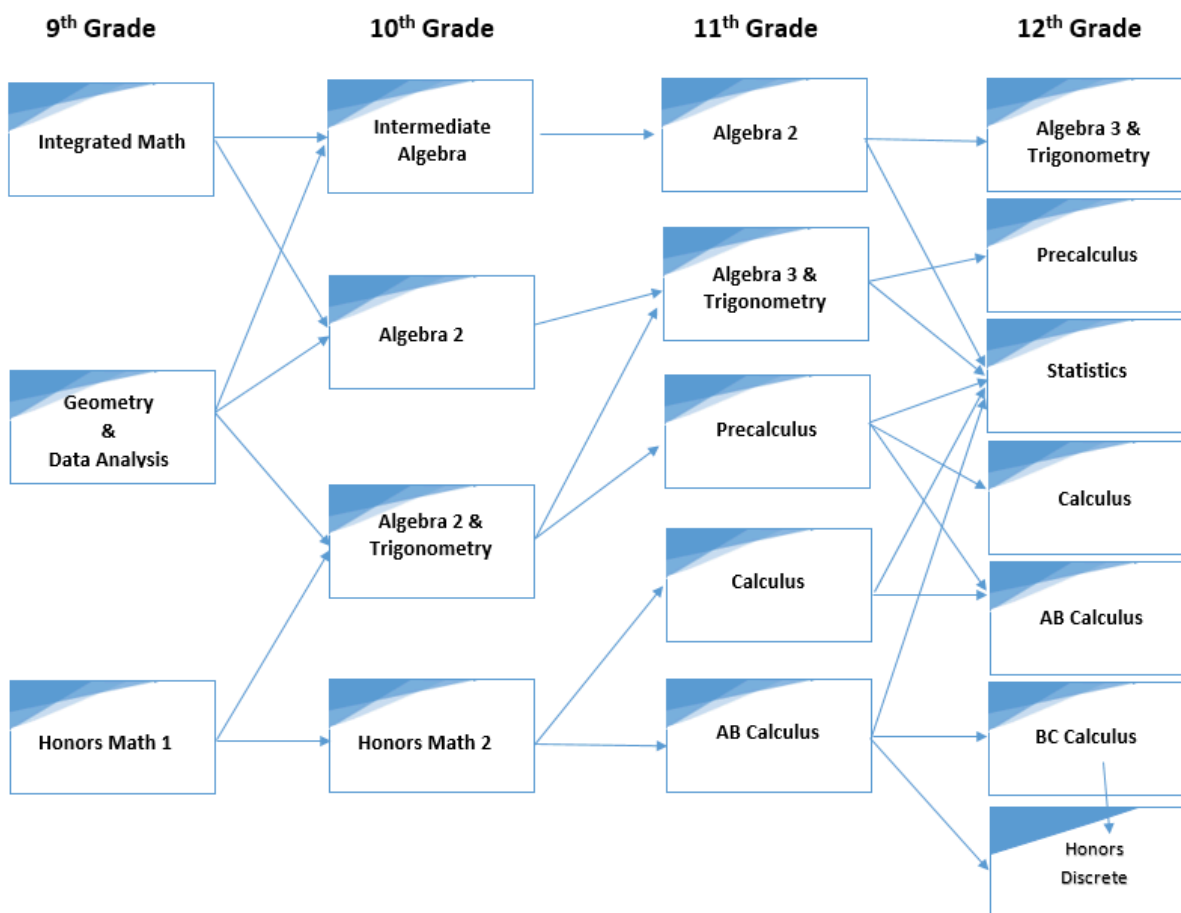 9th Grade
10th Grade
11th Grade
12th Grade
Integrated Math
Geometry
&
Data Analysis
Honors Math 1
Intermediate
Algebra
Algebra 2
Algebra 2 &
Trigonometry
Honors Math 2
Algebra 2
Algebra 3 &
Trigonometry
Precalculus
Calculus
AB Calculus
Algebra 3 &
Trigonometry
Precalculus
Statistics
Calculus
AB Calculus
BC Calculus
Honors
Discrete